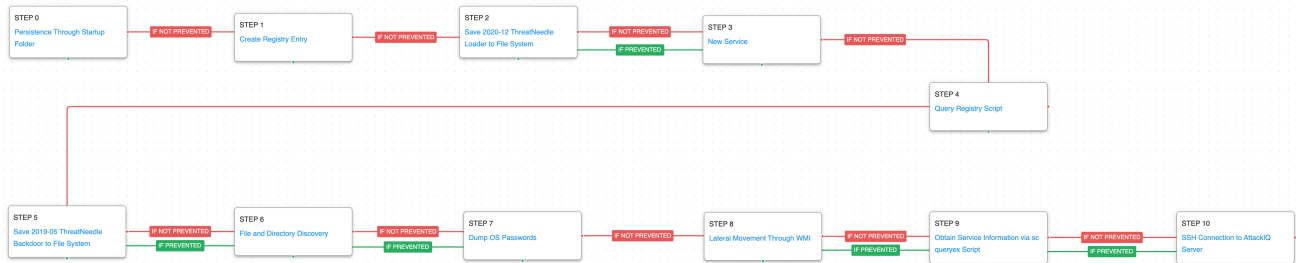 STEP 0
Persistence Through Startup
Folder
IF NOT PREVENTED
STEP 1
Create Registry Entry
IF NOT PREVENTED
STEP 2
Save 2020-12 ThreatNeedle
Loader to File System
IF NOT PREVENTED
IF PREVENTED
STEP 3
New Service
IF NOT PREVENTED
STEP 4
Query Registry Script
STEP 5
Save 2019-05 ThreatNeedle
Backdoor to File System
IF NOT PREVENTED
IF PREVENTED
STEP 6
File and Directory Discovery
IF NOT PREVENTED
IF PREVENTED
STEP 7
Dump OS Passwords
IF NOT PREVENTED
STEP 8
Lateral Movement Through WMI
IF NOT PREVENTED
IF PREVENTED
STEP 9
Obtain Service Information via sc
queryex Script
IF NOT PREVENTED
IF PREVENTED
STEP 10
SSH Connection to AttackIQ
Server